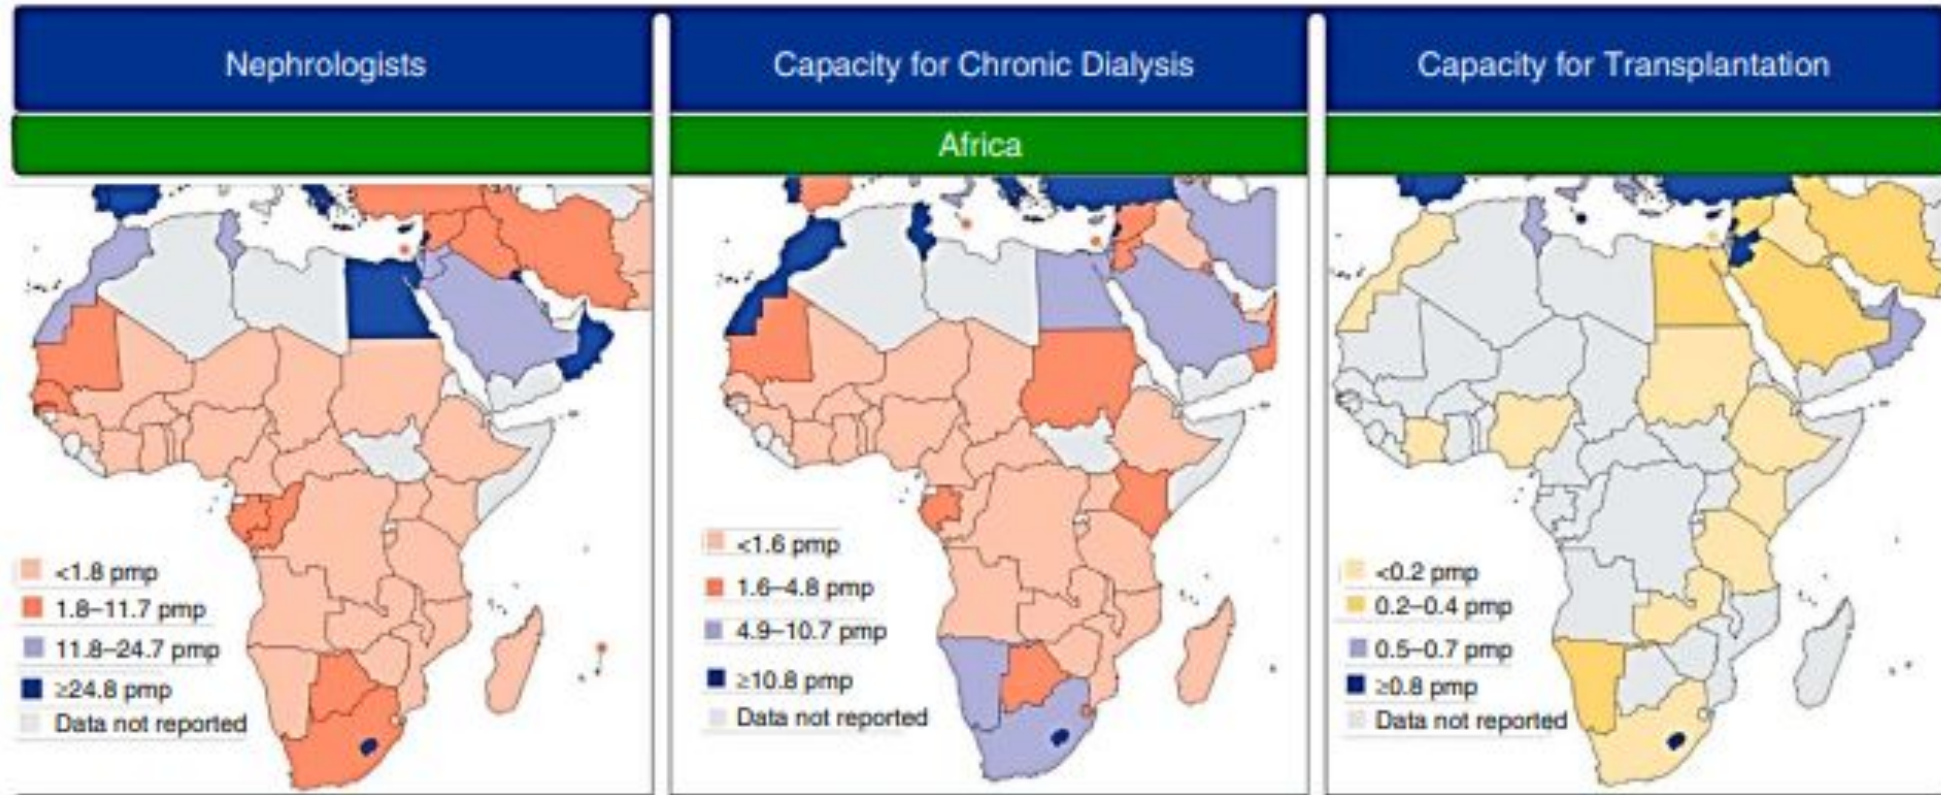 Nephrologists
Capacity for Chronic Dialysis
Capacity for Transplantation
Africa
<1.8 pmp
1.8–11.7 pmp
11.8–24.7 pmp
≥24.8 pmp
Data not reported
<1.6 pmp
1.6–4.8 pmp
4.9–10.7 pmp
≥10.8 pmp
Data not reported
<0.2 pmp
0.2–0.4 pmp
0.5–0.7 pmp
≥0.8 pmp
Data not reported